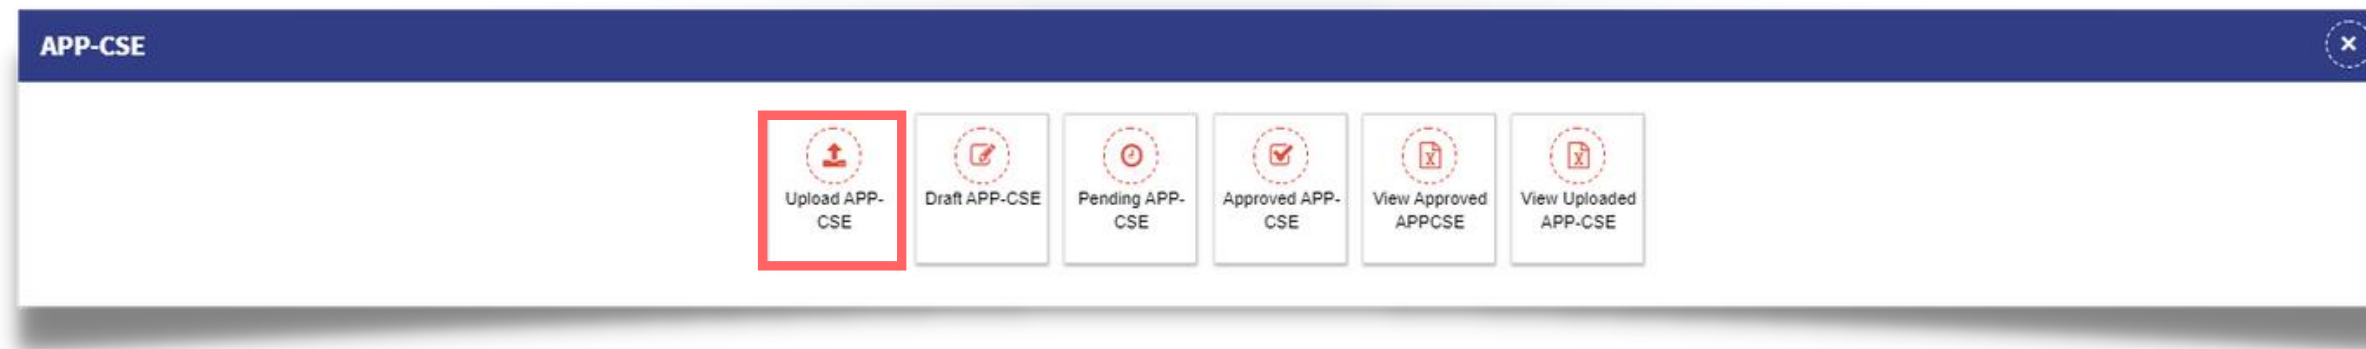 APP-CSE
Upload APP-
CSE
Draft APP-CSE
Pending APP-
CSE
Approved APP-
CSE
View Approved
APPCSE
View Uploaded
APP-CSE